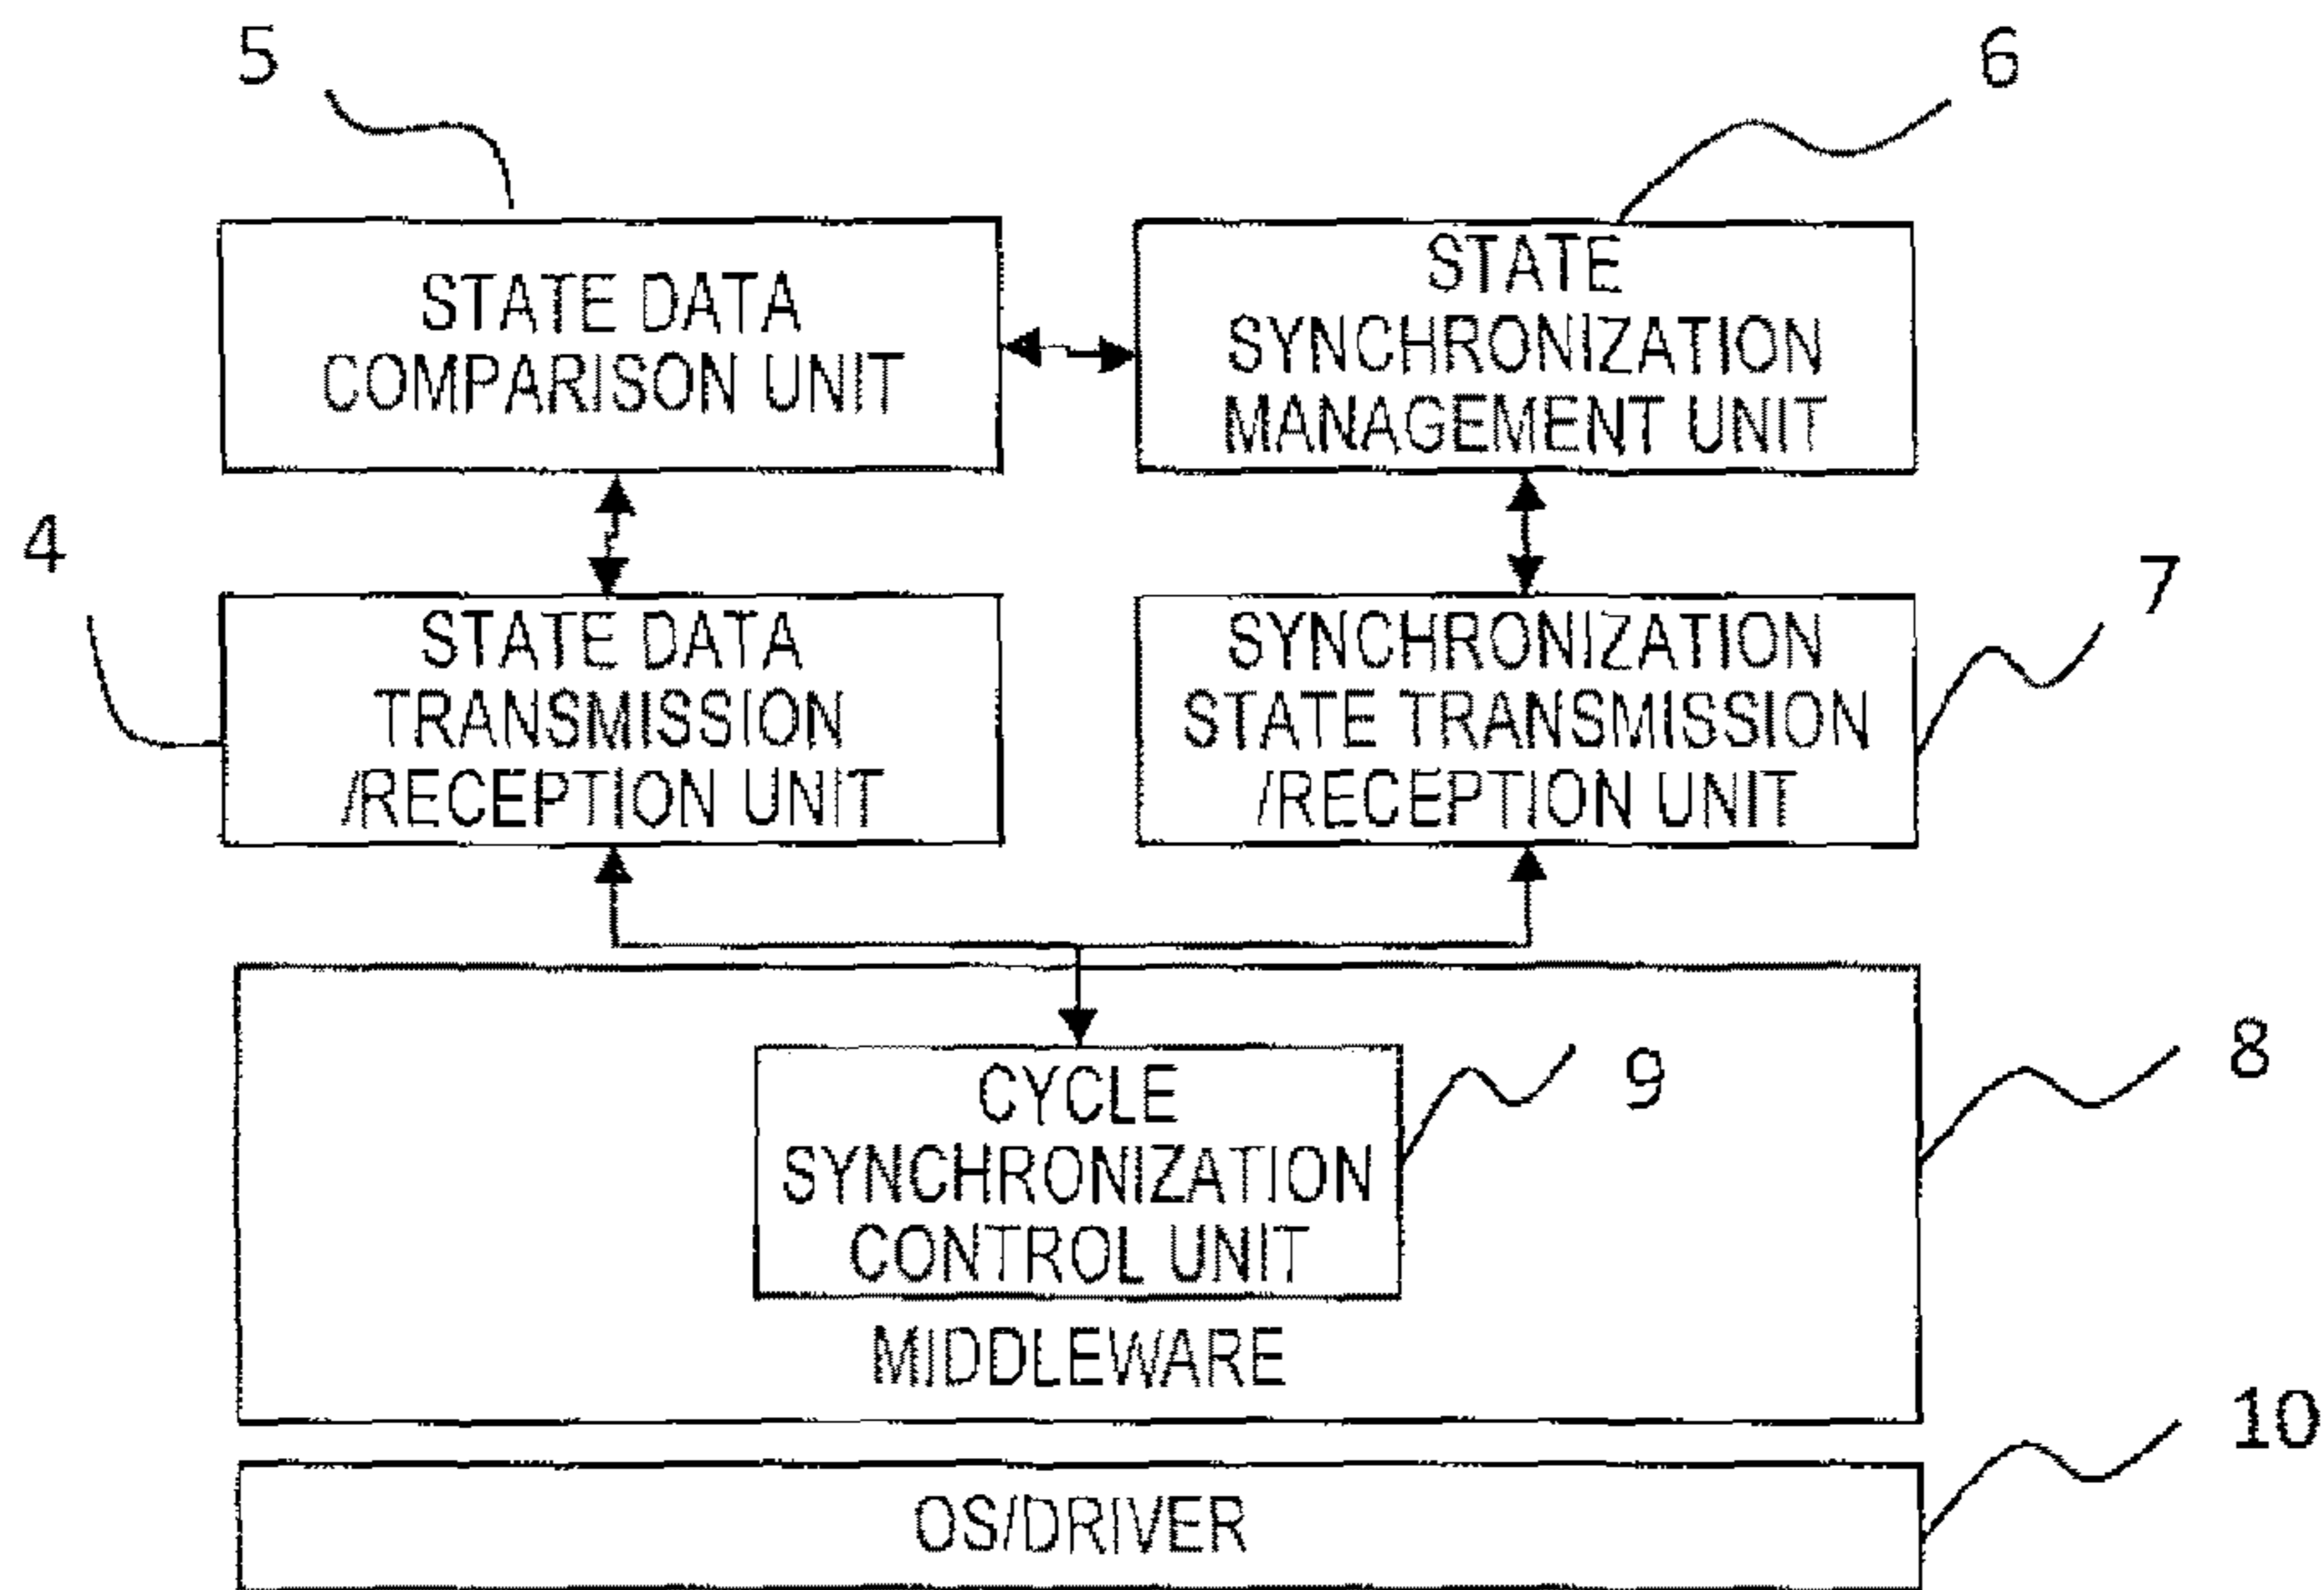 5
6
STATE DATA
COMPARISON UNIT
STATE
SYNCHRONIZATION
MANAGEMENT UNIT
4
7
STATE DATA
TRANSMISSION
/RECEPTION UNIT
SYNCHRONIZATION
STATE TRANSMISSION
/RECEPTION UNIT
8
9
CYCLE
SYNCHRONIZATION
CONTROL UNIT
MIDDLEWARE
10
OS/DRIVER